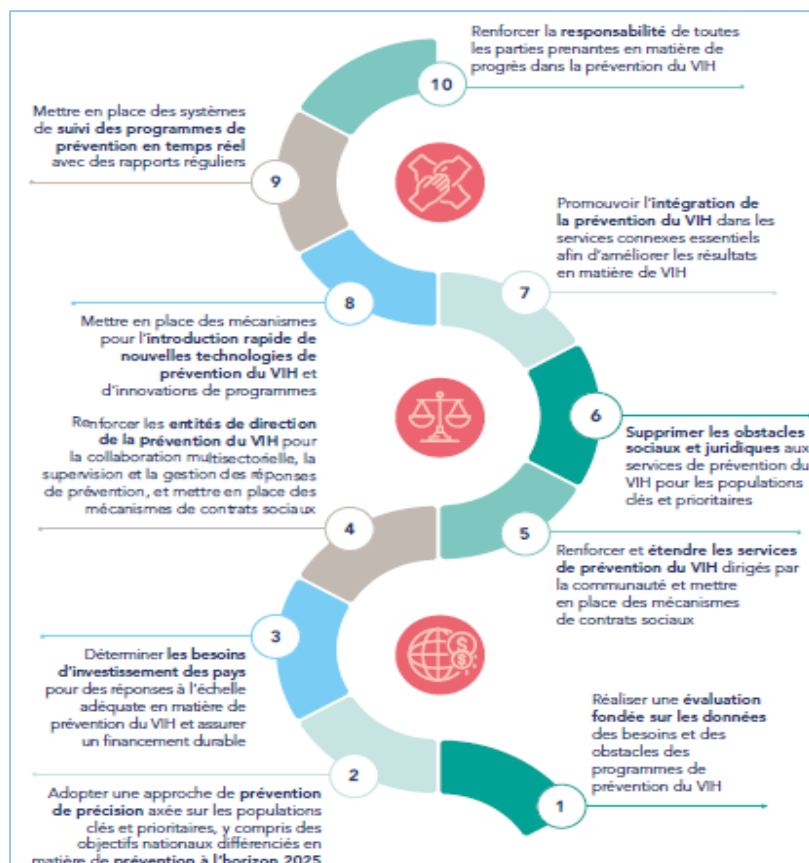 Renforcer la responsabilité de toutes
les parties prenantes en matière de
progrès dans la prévention du VIH
10
Mettre en place des systèmes
de suivi des programmes de
prévention en temps réel
avec des rapports réguliers
9
Promouvoir l'intégration de
la prévention du VIH dans les
services connexes essentiels
afin d'améliorer les résultats
en matière de VIH
7
8
Mettre en place des mécanismes
pour l'introduction rapide de
nouvelles technologies de
prévention du VIH et
d'innovations de programmes
6
Supprimer les obstacles
sociaux et juridiques aux
services de prévention du
VIH pour les populations
clés et prioritaires
Renforcer les entités de direction
de la prévention du VIH pour
la collaboration multisectorielle, la
supervision et la gestion des réponses
de prévention, et mettre en place des
mécanismes de contrats sociaux
4
5
Renforcer et étendre les services
de prévention du VIH dirigés par
la communauté et mettre
en place des mécanismes
de contrats sociaux
3
Déterminer les besoins
d'investissement des pays
pour des réponses à l'échelle
adéquate en matière de
prévention du VIH et assurer
un financement durable
$
$
Réaliser une évaluation
fondée sur les données
des besoins et des
obstacles des
programmes de
prévention du VIH
1
2
Adopter une approche de prévention
de précision axée sur les populations
clés et prioritaires, y compris des
objectifs nationaux différenciés en
matière de prévention à l'horizon 2025